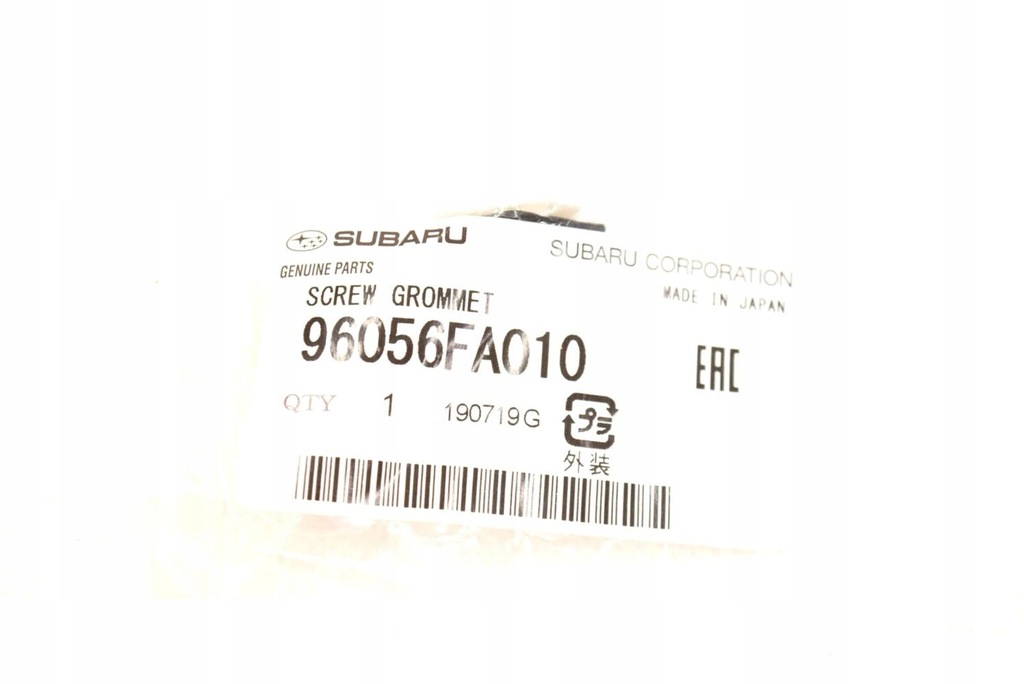 SUBARU
SUBARU CORPORATION
GENUINE PARTS
MADE IN JAPAN
SCREW GROMMET
96056FA010
EAC
QTY 1 190719G プラ
外装